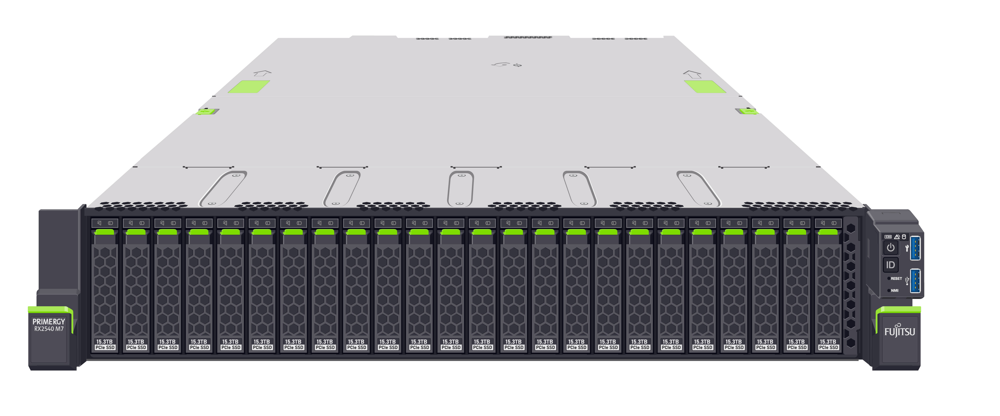 CSS
ID
RESET
NMI
PRIMERGY
RX2540 M7
FUJITSU
15.3TB 15.3TB 15.3TB 15.3TB 15.3TB 15.3TB 15.3TB 15.3TB 15.3TB 15.3TB 15.3TB 15.3TB 15.3TB 15.3TB 15.3TB 15.3TB 15.3TB 15.3TB 15.3TB 15.3TB 15.3TB 15.3TB 15.3TB 15.3TB
PCIe SSD PCIe SSD PCIe SSD PCIe SSD PCIe SSD PCIe SSD PCIe SSD PCIe SSD PCIe SSD PCIe SSD PCIe SSD PCIe SSD PCIe SSD PCIe SSD PCIe SSD PCIe SSD PCIe SSD PCIe SSD PCIe SSD PCIe SSD PCIe SSD PCIe SSD PCIe SSD PCIe SSD